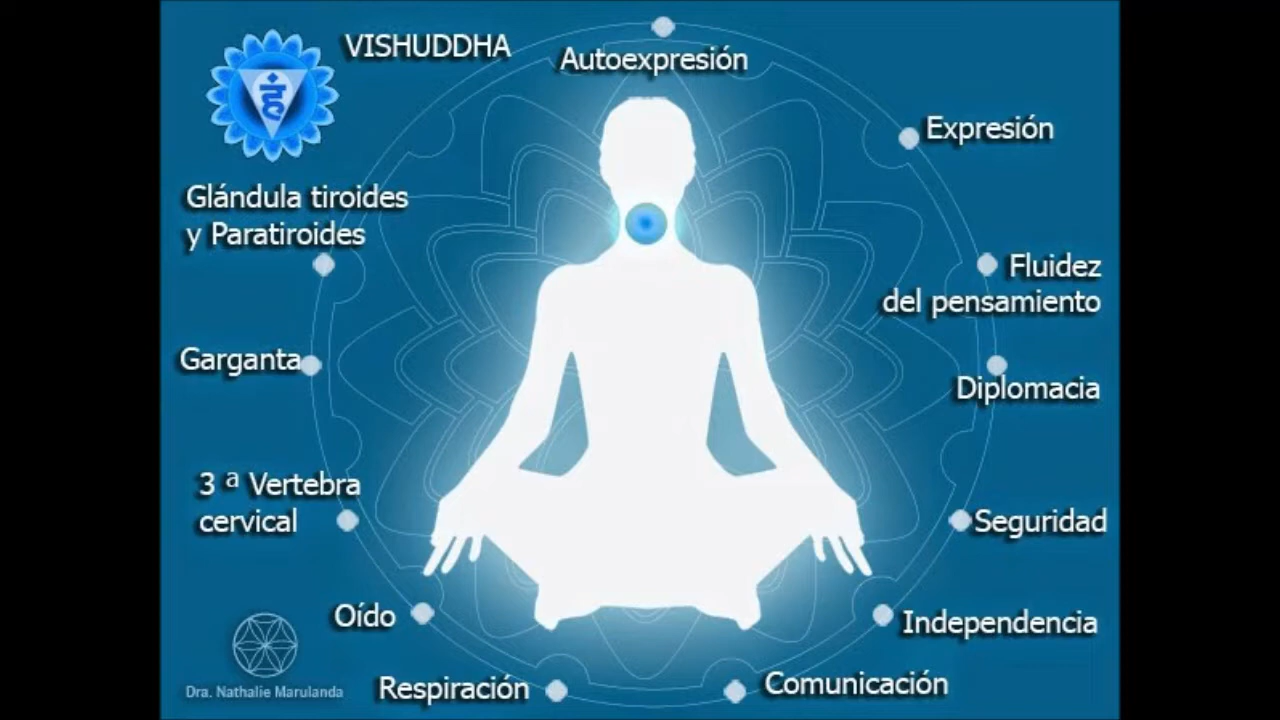 VISHUDDHA
Autoexpresión
Expresión
Glándula tiroides
y Paratiroides
Fluidez
del pensamiento
Garganta
Diplomacia
3 ª Vertebra
cervical
Seguridad
Oído
Independencia
Respiración
Comunicación
Dra. Nathalie Marulanda